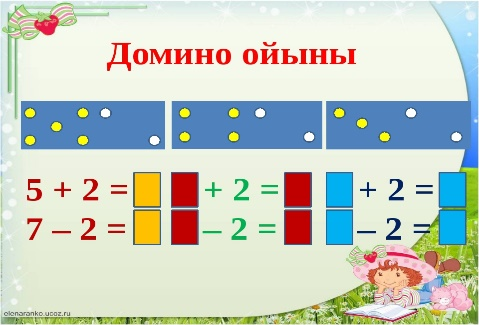 Домино ойыны
5 + 2 = + 2 = + 2 =
7 – 2 = – 2 = – 2 =
elenaranko.ucoz.ru